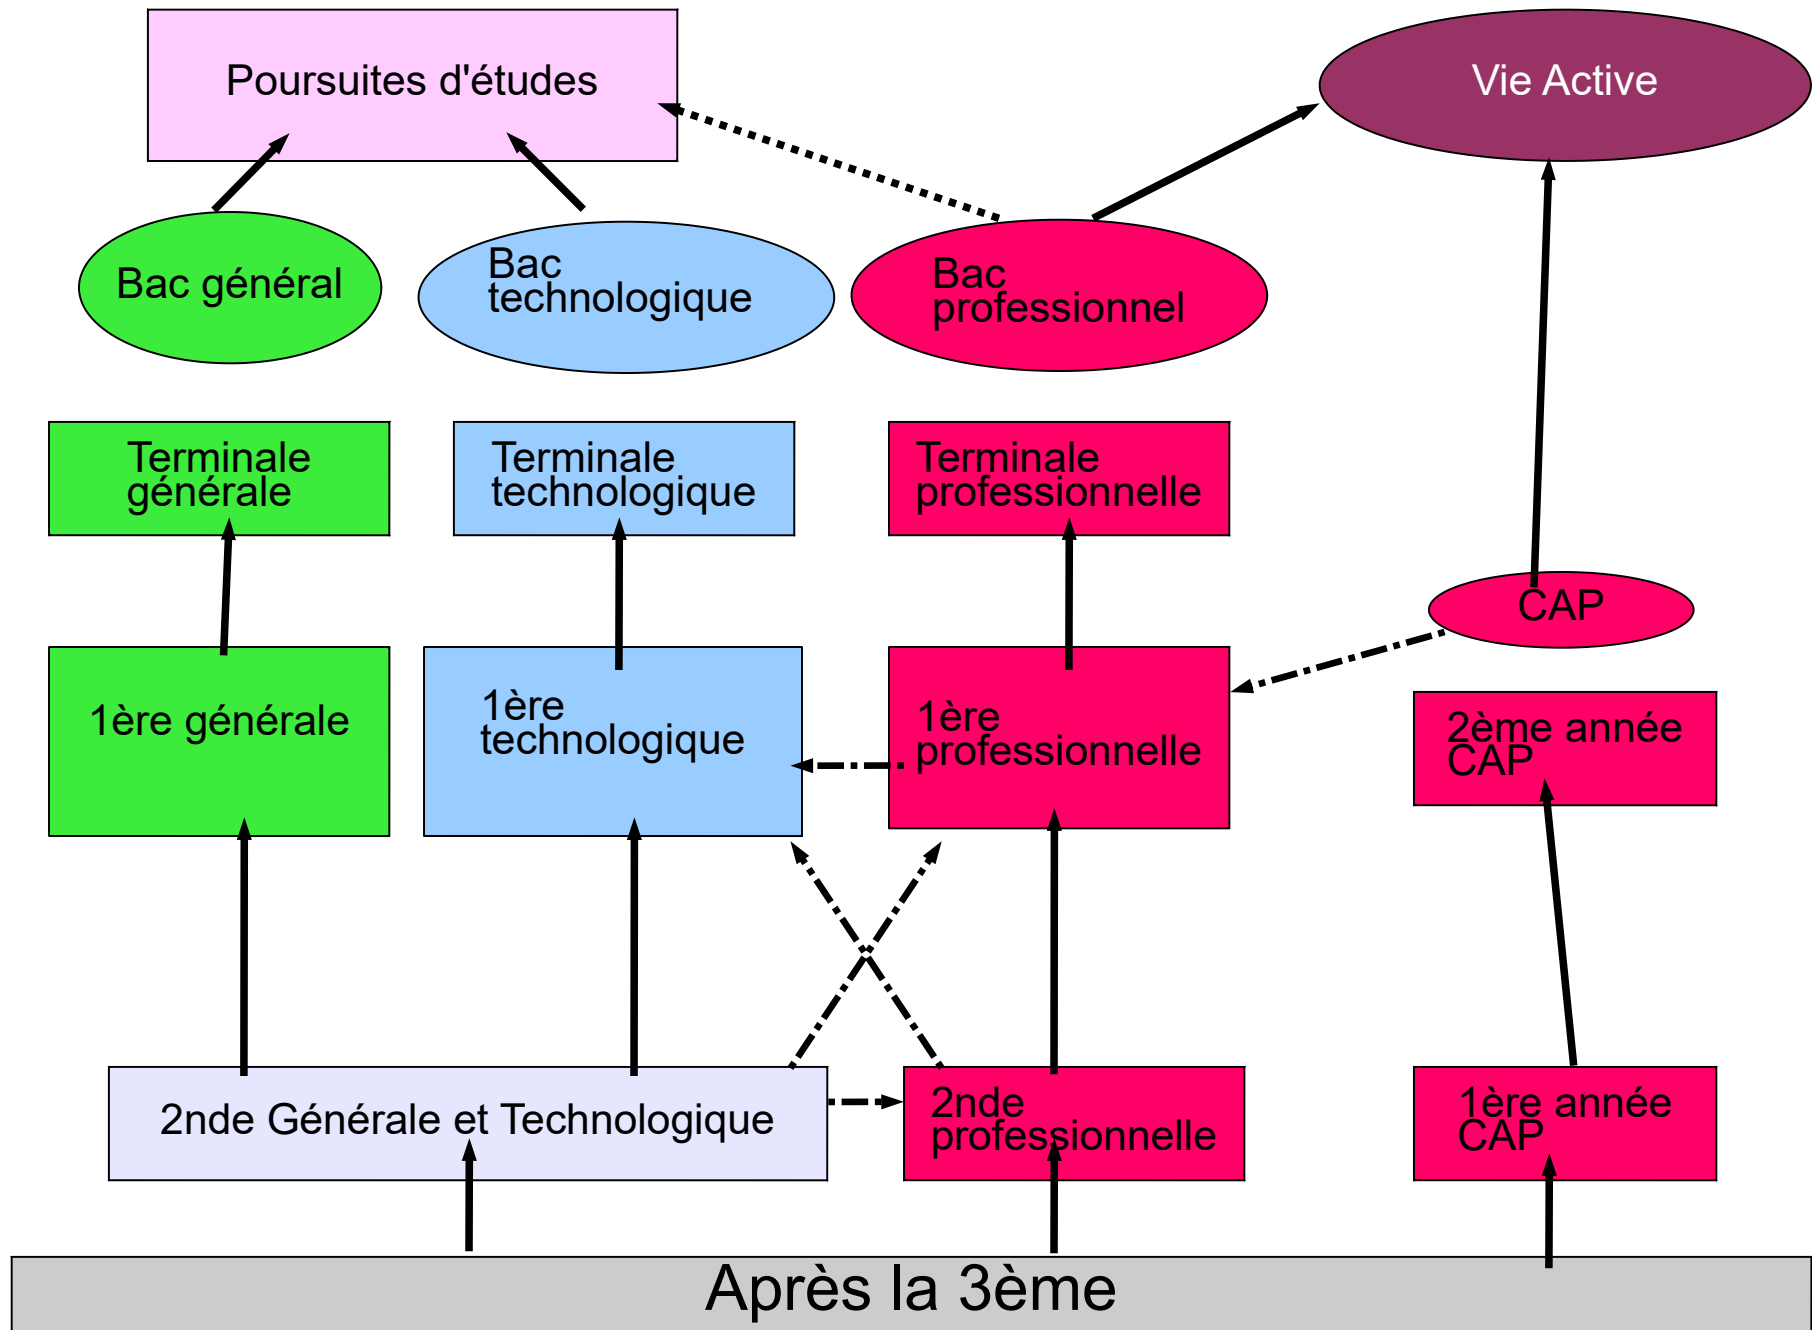 Poursuites d'études
Vie Active
Bac général
Bac
technologique
Bac
professionnel
Terminale
générale
Terminale
technologique
Terminale
professionnelle
CAP
1ère générale
1ère
technologique
1ère
professionnelle
2ème année
CAP
2nde Générale et Technologique
2nde
professionnelle
1ère année
CAP
Après la 3ème